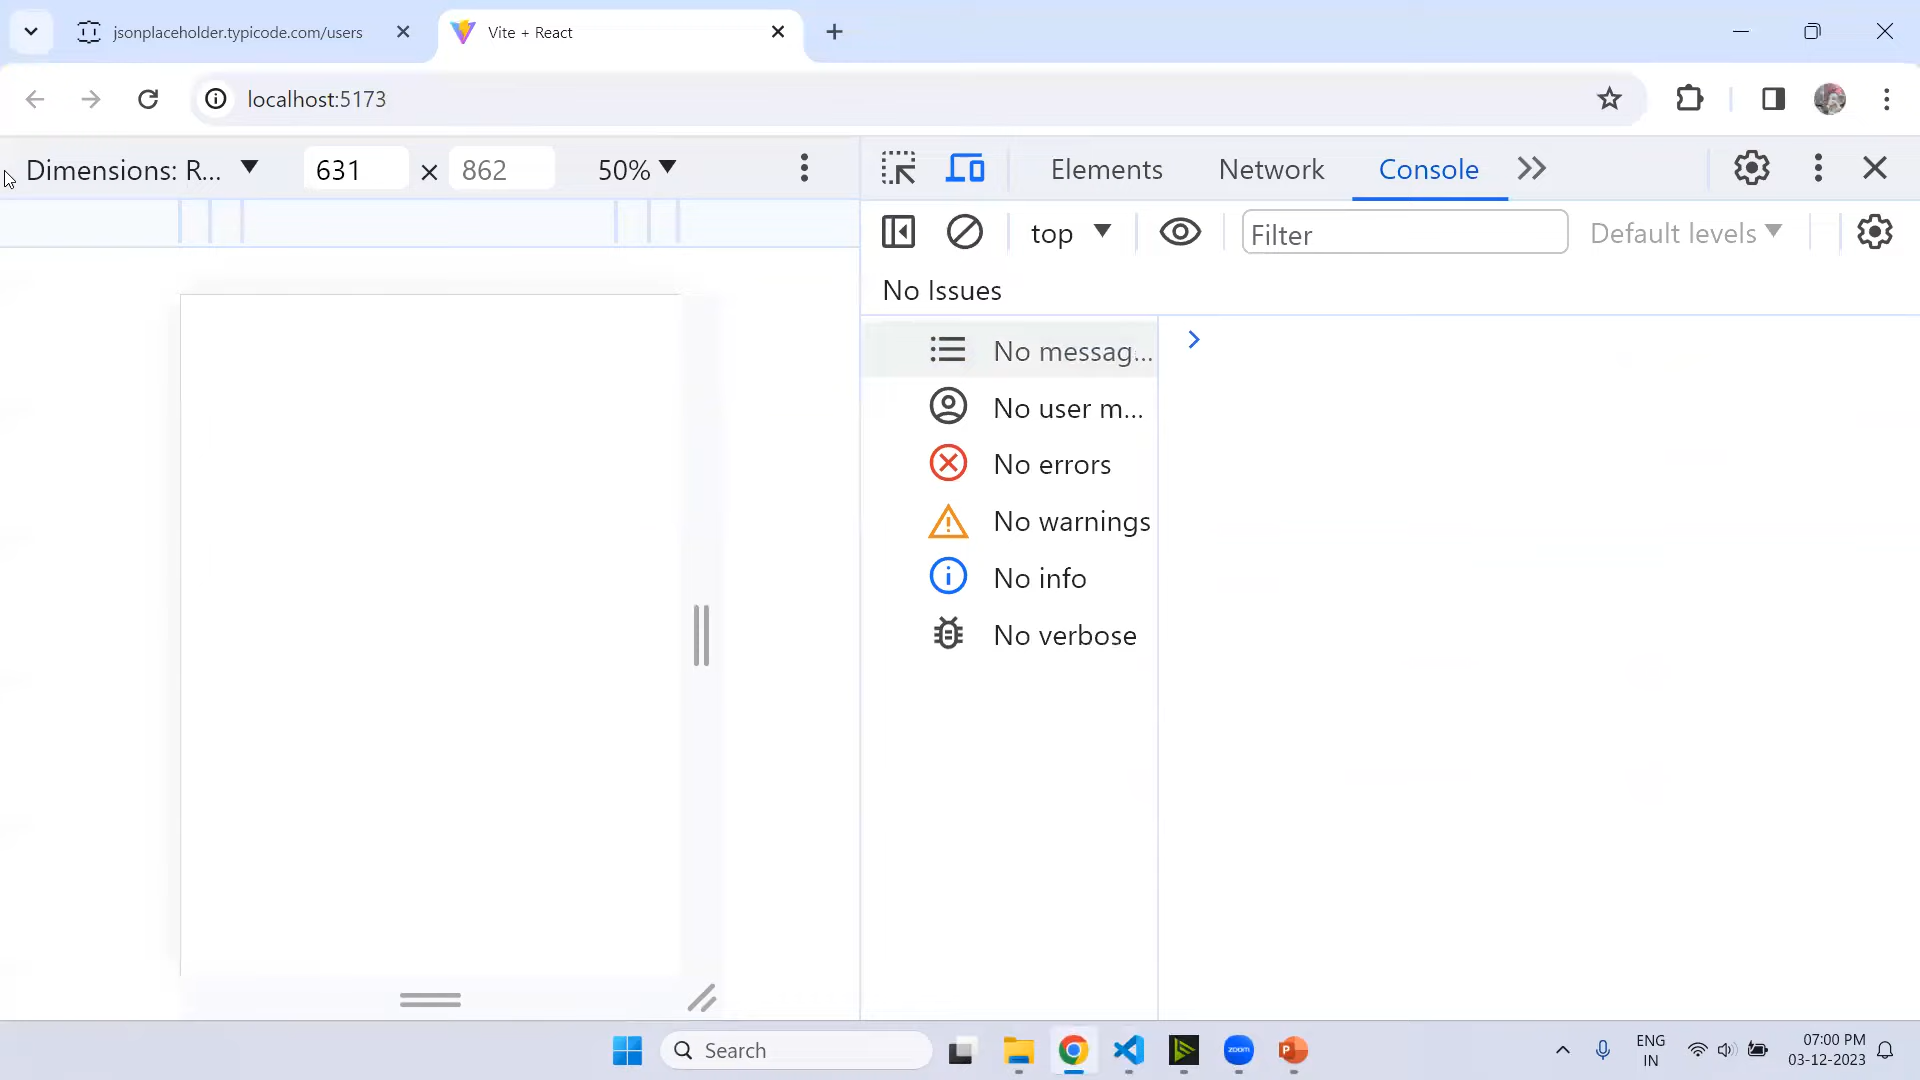 jsonplaceholder.typicode.com/users
Vite + React
localhost:5173
Dimensions: R...
631 × 862
50%
Elements
Network
Console
top
Filter
Default levels
No Issues
No messag...
No user m...
No errors
No warnings
No info
No verbose
Search
zoom
P
ENG
IN
07:00 PM
03-12-2023